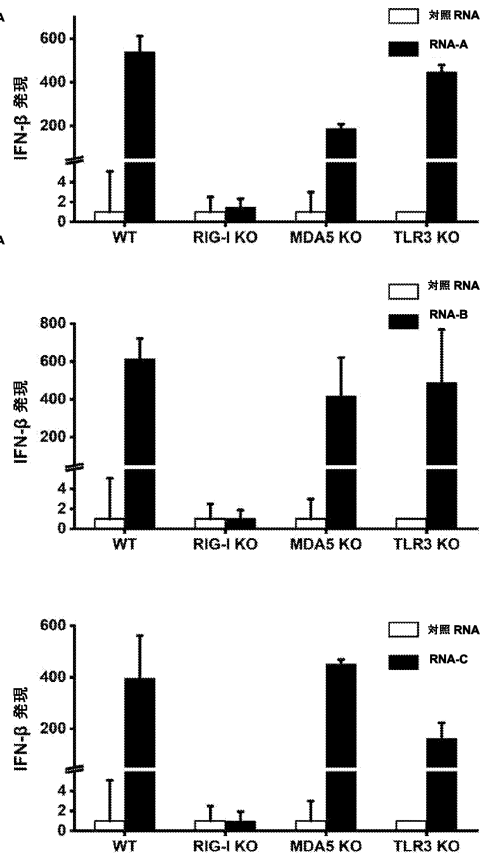 A
対照 RNA
RNA-A
IFN-β 発現
600
400
200
4
2
0
WT
RIG-I KO
MDA5 KO
TLR3 KO
A
対照 RNA
RNA-B
IFN-β 発現
800
600
400
200
4
2
0
WT
RIG-I KO
MDA5 KO
TLR3 KO
対照 RNA
RNA-C
IFN-β 発現
600
400
200
4
2
0
WT
RIG-I KO
MDA5 KO
TLR3 KO